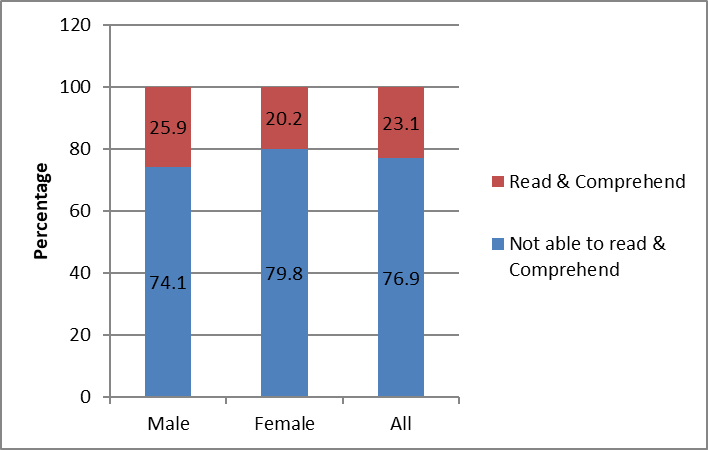 120
100
80
60
40
20
0
Percentage
25.9
20.2
23.1
74.1
79.8
76.9
Male
Female
All
Read & Comprehend
Not able to read &
Comprehend